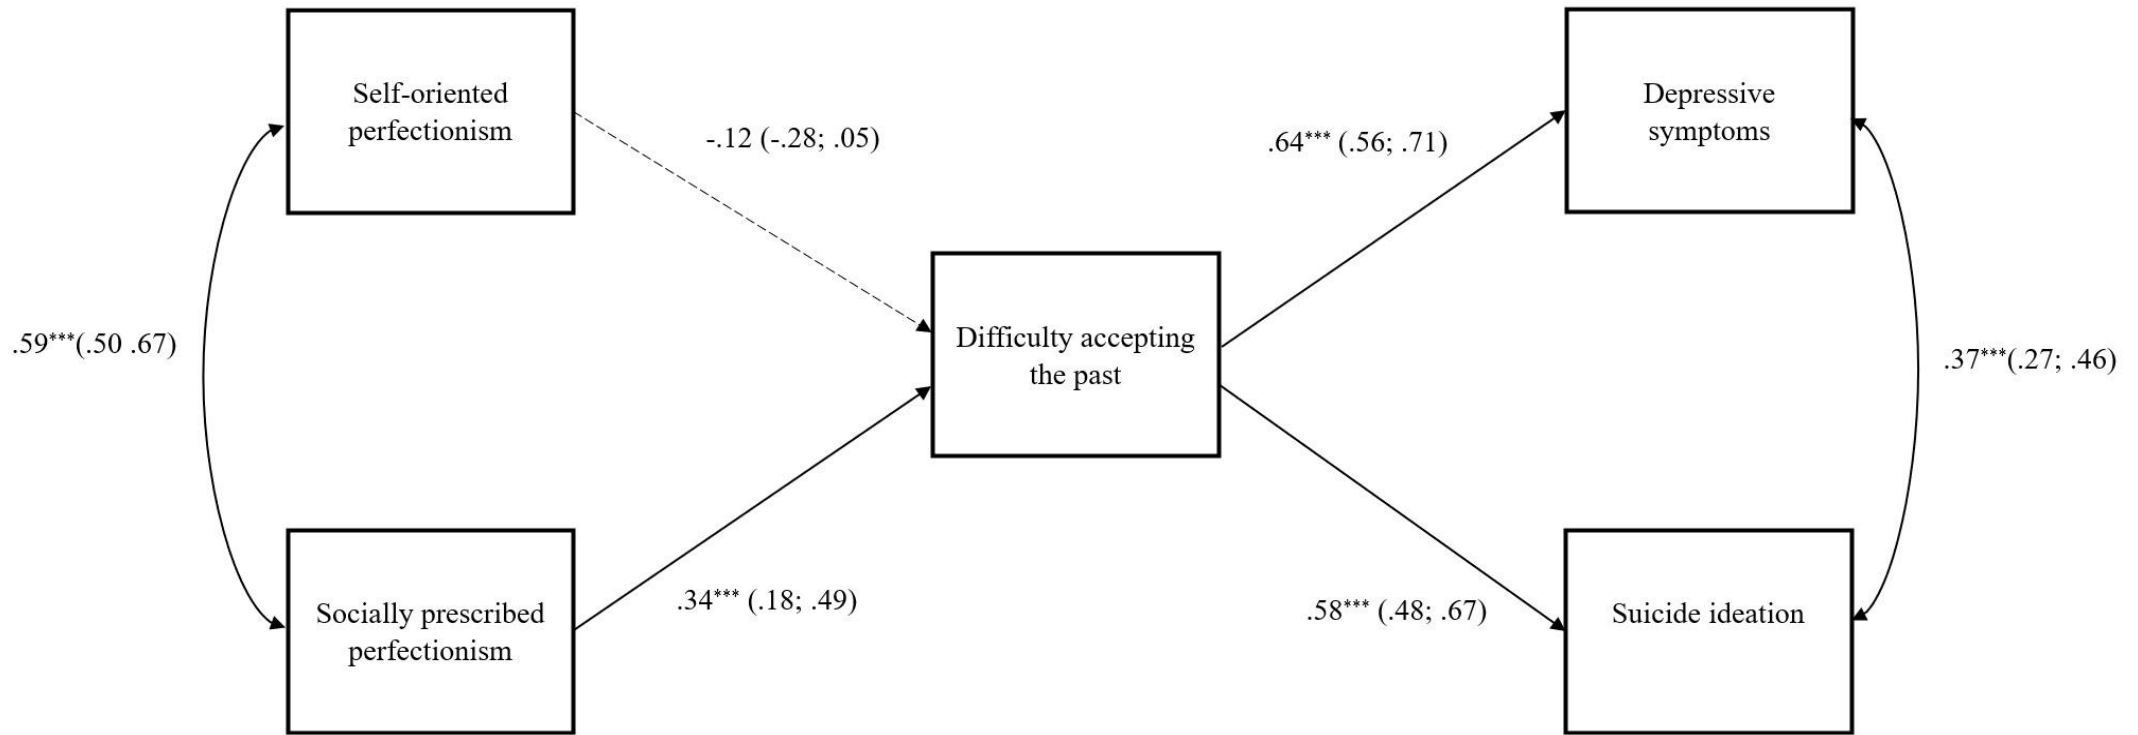 Self-oriented
perfectionism
Depressive
symptoms
-.12 (-.28; .05)
.64*** (.56; .71)
.59***(.50 .67)
Difficulty accepting
the past
.37***(.27; .46)
Socially prescribed
perfectionism
.34*** (.18; .49)
.58*** (.48; .67)
Suicide ideation